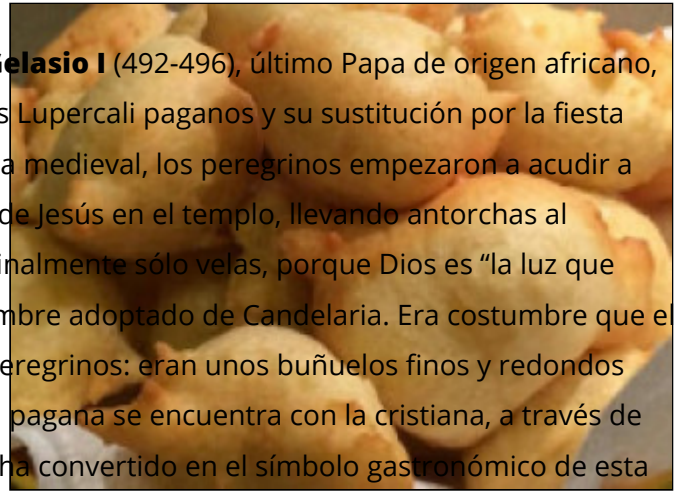 Gelasio I (492-496), último Papa de origen africano,
s Lupercali paganos y su sustitución por la fiesta
a medieval, los peregrinos empezaron a acudir a
de Jesús en el templo, llevando antorchas al
inalmente sólo velas, porque Dios es “la luz que
mbre adoptado de Candelaria. Era costumbre que el
eregrinos: eran unos buñuelos finos y redondos
pagana se encuentra con la cristiana, a través de
ha convertido en el símbolo gastronómico de esta